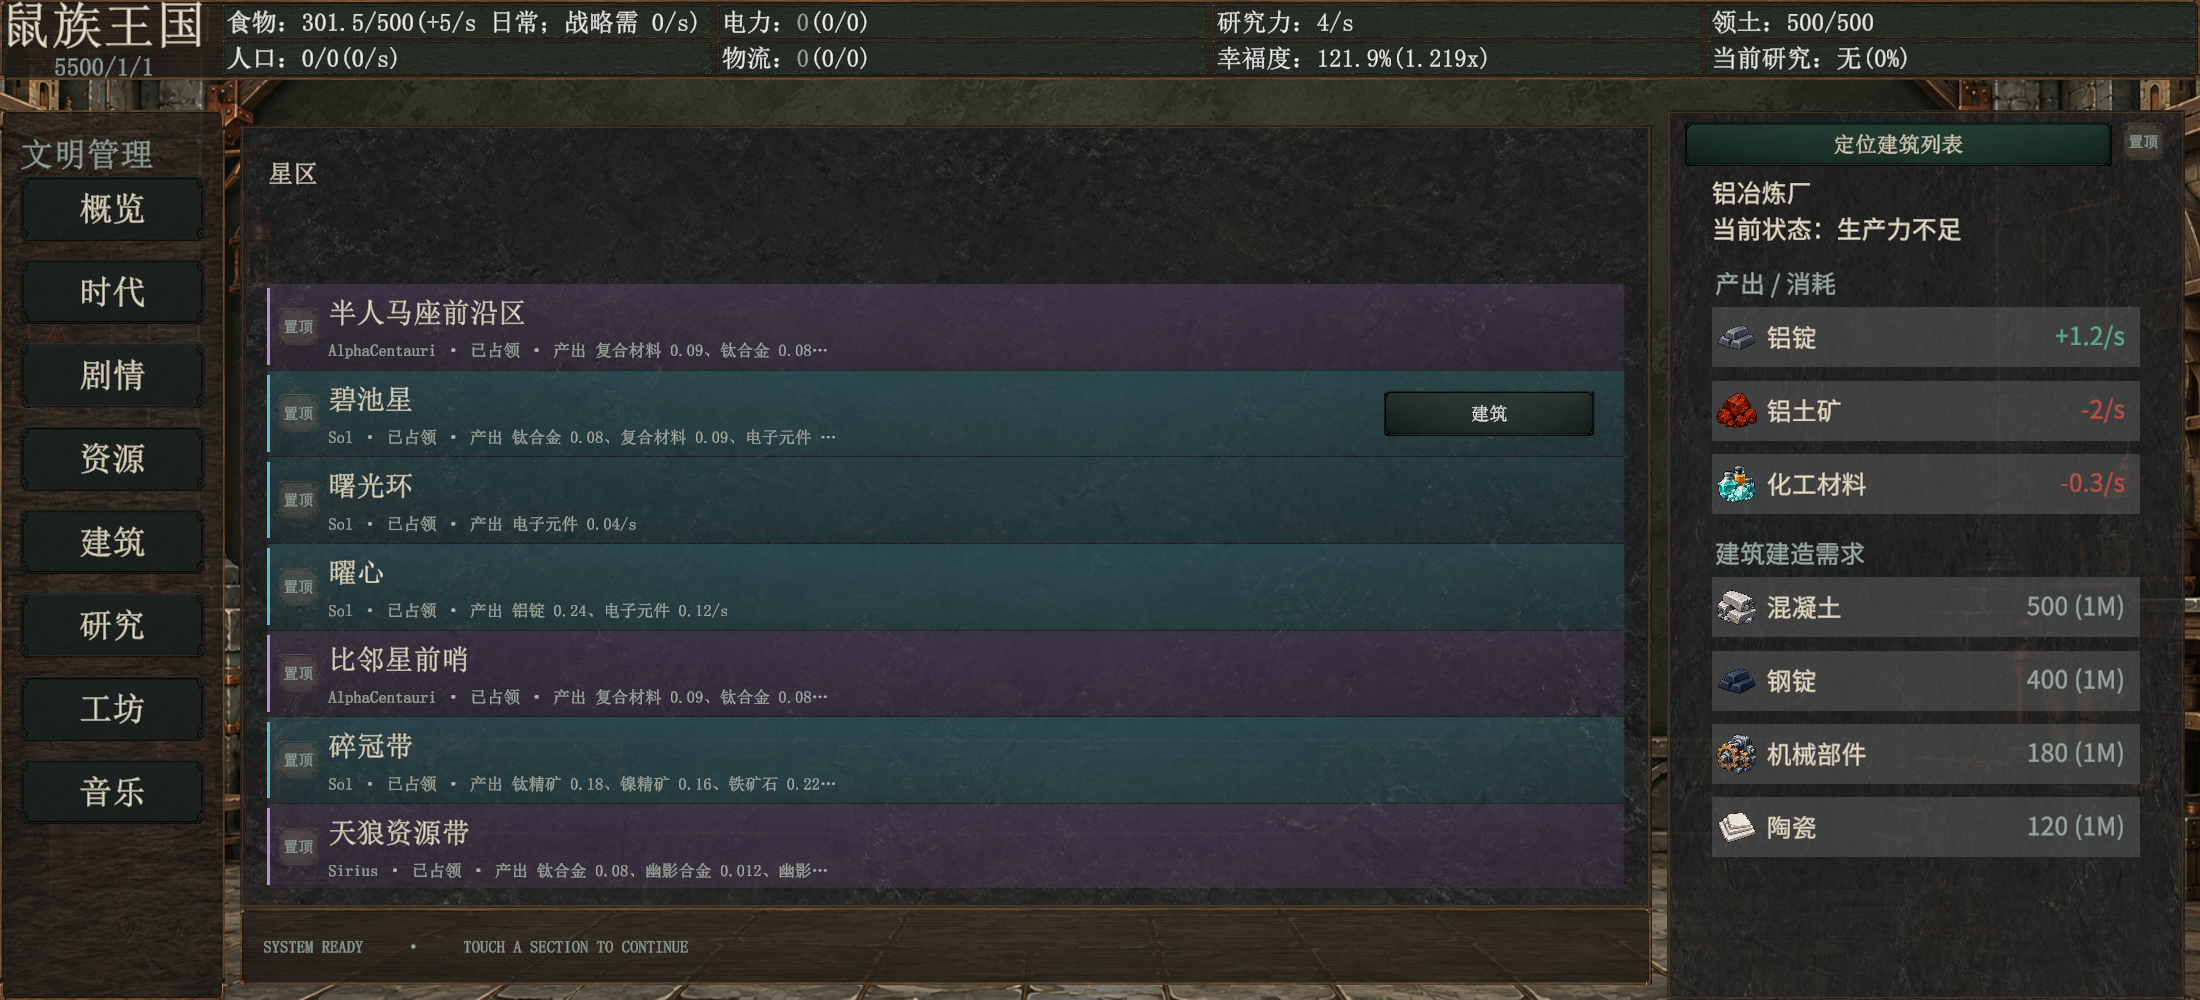 鼠族王国
5500/1/1
食物: 301.5/500(+5/s 日常; 战略需 0/s)
电力: 0(0/0)
研究力: 4/s
领土: 500/500
人口: 0/0(0/s)
物流: 0(0/0)
幸福度: 121.9%(1.219x)
当前研究: 无(0%)
文明管理
概览
时代
剧情
资源
建筑
研究
工坊
音乐
星区
置顶
半人马座前沿区
AlphaCentauri • 已占领 • 产出 复合材料 0.09、钛合金 0.08…
置顶
碧池星
Sol • 已占领 • 产出 钛合金 0.08、复合材料 0.09、电子元件 …
建筑
置顶
曙光环
Sol • 已占领 • 产出 电子元件 0.04/s
置顶
曜心
Sol • 已占领 • 产出 铝锭 0.24、电子元件 0.12/s
置顶
比邻星前哨
AlphaCentauri • 已占领 • 产出 复合材料 0.09、钛合金 0.08…
置顶
碎冠带
Sol • 已占领 • 产出 钛精矿 0.18、镍精矿 0.16、铁矿石 0.22…
置顶
天狼资源带
Sirius • 已占领 • 产出 钛合金 0.08、幽影合金 0.012、幽影…
SYSTEM READY • TOUCH A SECTION TO CONTINUE
定位建筑列表
置顶
铝冶炼厂
当前状态: 生产力不足
产出 / 消耗
铝锭 +1.2/s
铝土矿 -2/s
化工材料 -0.3/s
建筑建造需求
混凝土 500 (1M)
钢锭 400 (1M)
机械部件 180 (1M)
陶瓷 120 (1M)